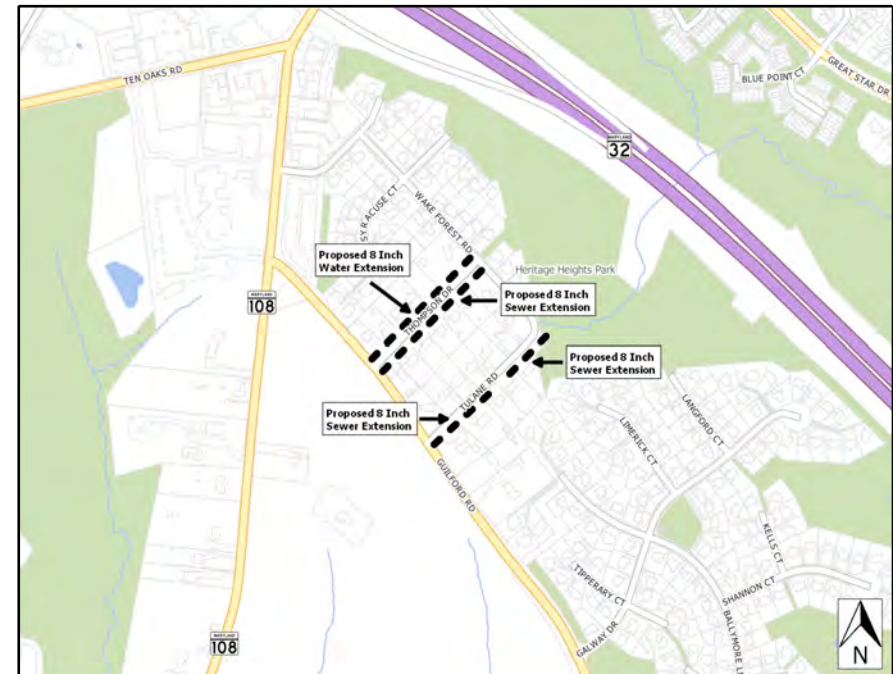 TEN OAKS RD
BLUE POINT CT
GREAT STAR DR
MARYLAND
32
SYRACUSE CT
WAKE FOREST RD
Proposed 8 Inch
Water Extension
Heritage Heights Park
THOMPSON DR
Proposed 8 Inch
Sewer Extension
MARYLAND
108
Proposed 8 Inch
Sewer Extension
TULANE RD
Proposed 8 Inch
Sewer Extension
LANGFORD CT
LIMERICK CT
GUILFORD RD
KELLS CT
TIPPERARY CT
SHANNON CT
GALWAY DR
MARYLAND
108
N